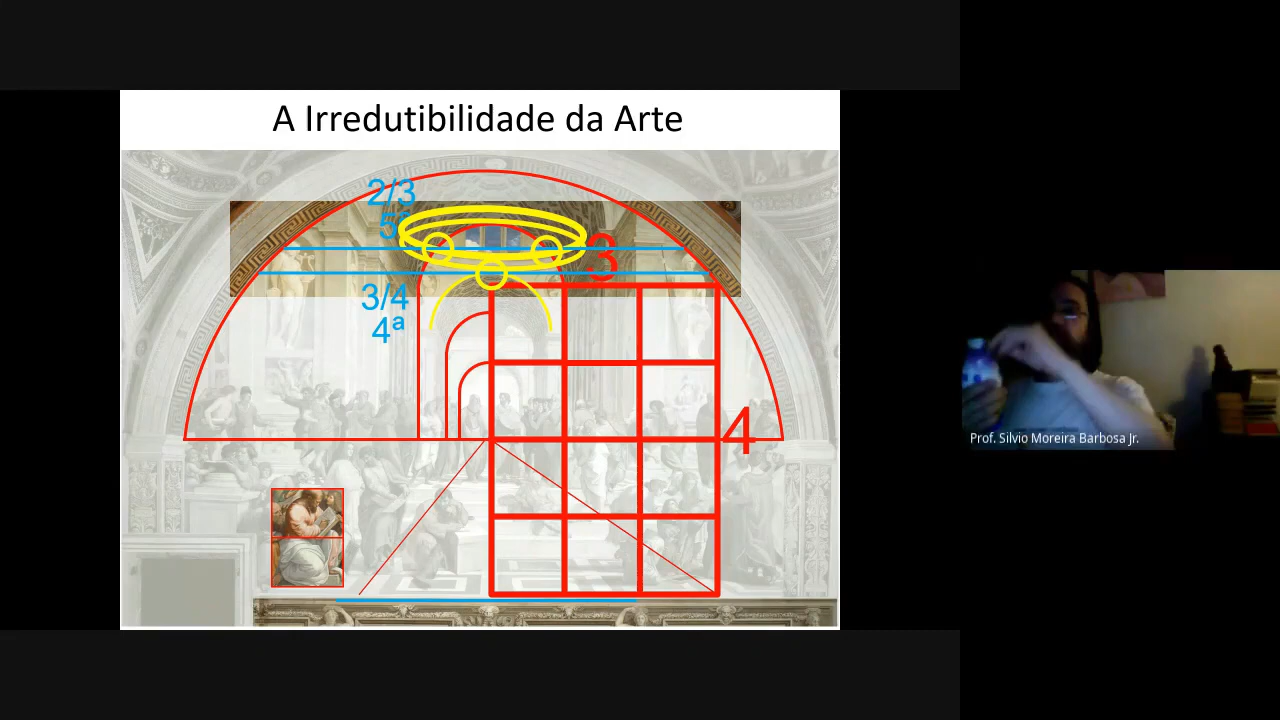 A Irredutibilidade da Arte
2/3
5ª
3
3/4
4ª
4
Prof. Silvio Moreira Barbosa Jr.